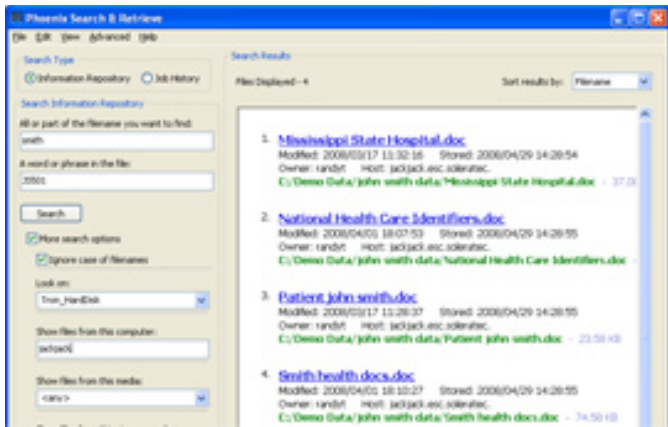 Phoenix Search & Retrieve
File Edit View Advanced Help
Search Type
Information Repository Job History
Search Information Repository
All or part of the filename you want to find:
smith
A word or phrase in the file:
Search
More search options
Ignore case of filenames
Look on:
Tron_HardDisk
Show files from this computer:
jackjack
Show files from this media:
<any>
Search Results
Files Displayed - 4
Sort results by: Filename
1. Mississippi State Hospital.doc
Modified: 2008/03/17 11:32:16 Stored: 2008/04/29 14:28:54
Owner: randyt Host: jackjack.esc.soleratec.
C:/Demo Data/john smith data/Mississippi State Hospital.doc
2. National Health Care Identifiers.doc
Modified: 2008/04/01 18:07:53 Stored: 2008/04/29 14:28:55
Owner: randyt Host: jackjack.esc.soleratec.
C:/Demo Data/john smith data/National Health Care Identifiers.doc -
3. Patient john smith.doc
Modified: 2008/03/17 11:28:37 Stored: 2008/04/29 14:28:55
Owner: randyt Host: jackjack.esc.soleratec.
C:/Demo Data/john smith data/Patient john smith.doc - 23.50 KB
4. Smith health docs.doc
Modified: 2008/04/01 18:10:27 Stored: 2008/04/29 14:28:55
Owner: randyt Host: jackjack.esc.soleratec.
C:/Demo Data/john smith data/Smith health docs.doc - 74.50 KB